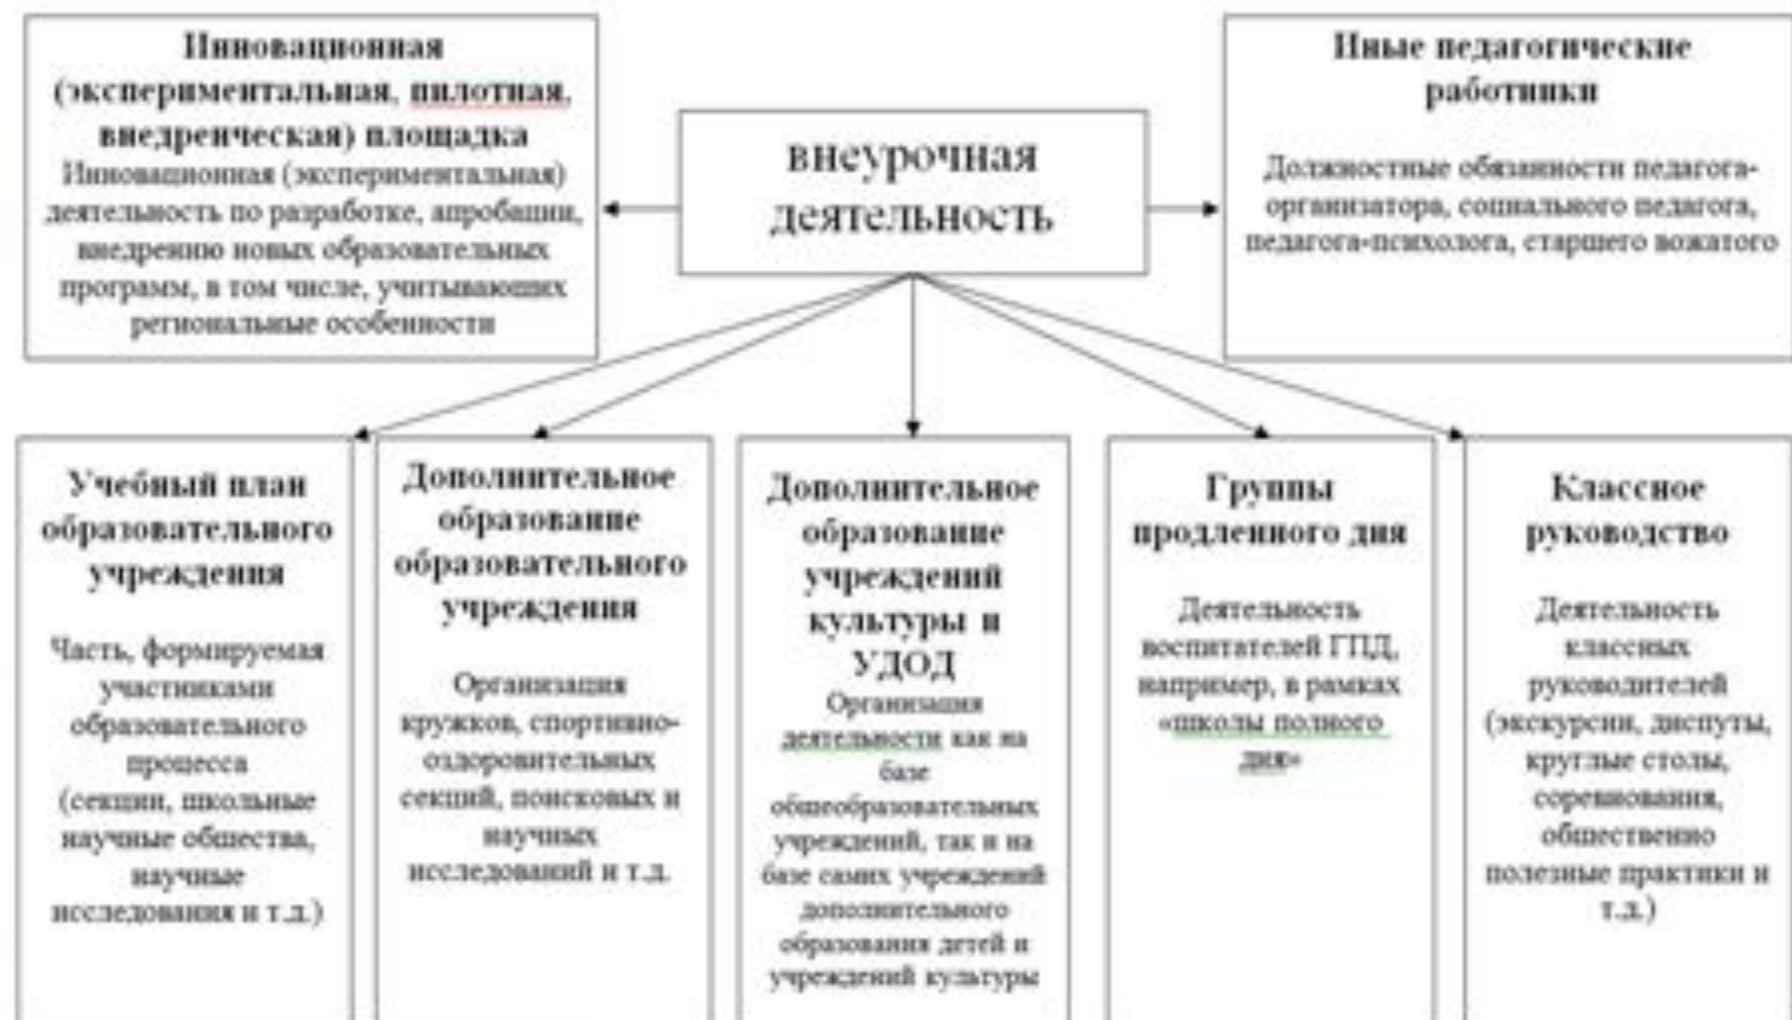 Инновационная
(экспериментальная, пилотная,
внедренческая) площадка
Инновационная (экспериментальная)
деятельность по разработке, апробации,
внедрению новых образовательных
программ, в том числе, учитывающих
региональные особенности
внеурочная
деятельность
Иные педагогические
работники
Должностные обязанности педагога-
организатора, социального педагога,
педагога-психолога, старшего вожатого
Учебный план
образовательного
учреждения
Часть, формируемая
участниками
образовательного
процесса
(секции, школьные
научные общества,
научные
исследования и т.д.)
Дополнительное
образование
образовательного
учреждения
Организация
кружков, спортивно-
оздоровительных
секций, поисковых и
научных
исследований и т.д.
Дополнительное
образование
учреждений
культуры и
УДОД
Организация
деятельности как на
базе
общеобразовательных
учреждений, так и на
базе самих учреждений
дополнительного
образования детей и
учреждений культуры
Группы
продленного дня
Деятельность
воспитателей ГПД,
например, в рамках
«школы полного
дня»
Классное
руководство
Деятельность
классных
руководителей
(экскурсии, диспуты,
круглые столы,
соревнования,
общественно
полезные практики и
т.д.)